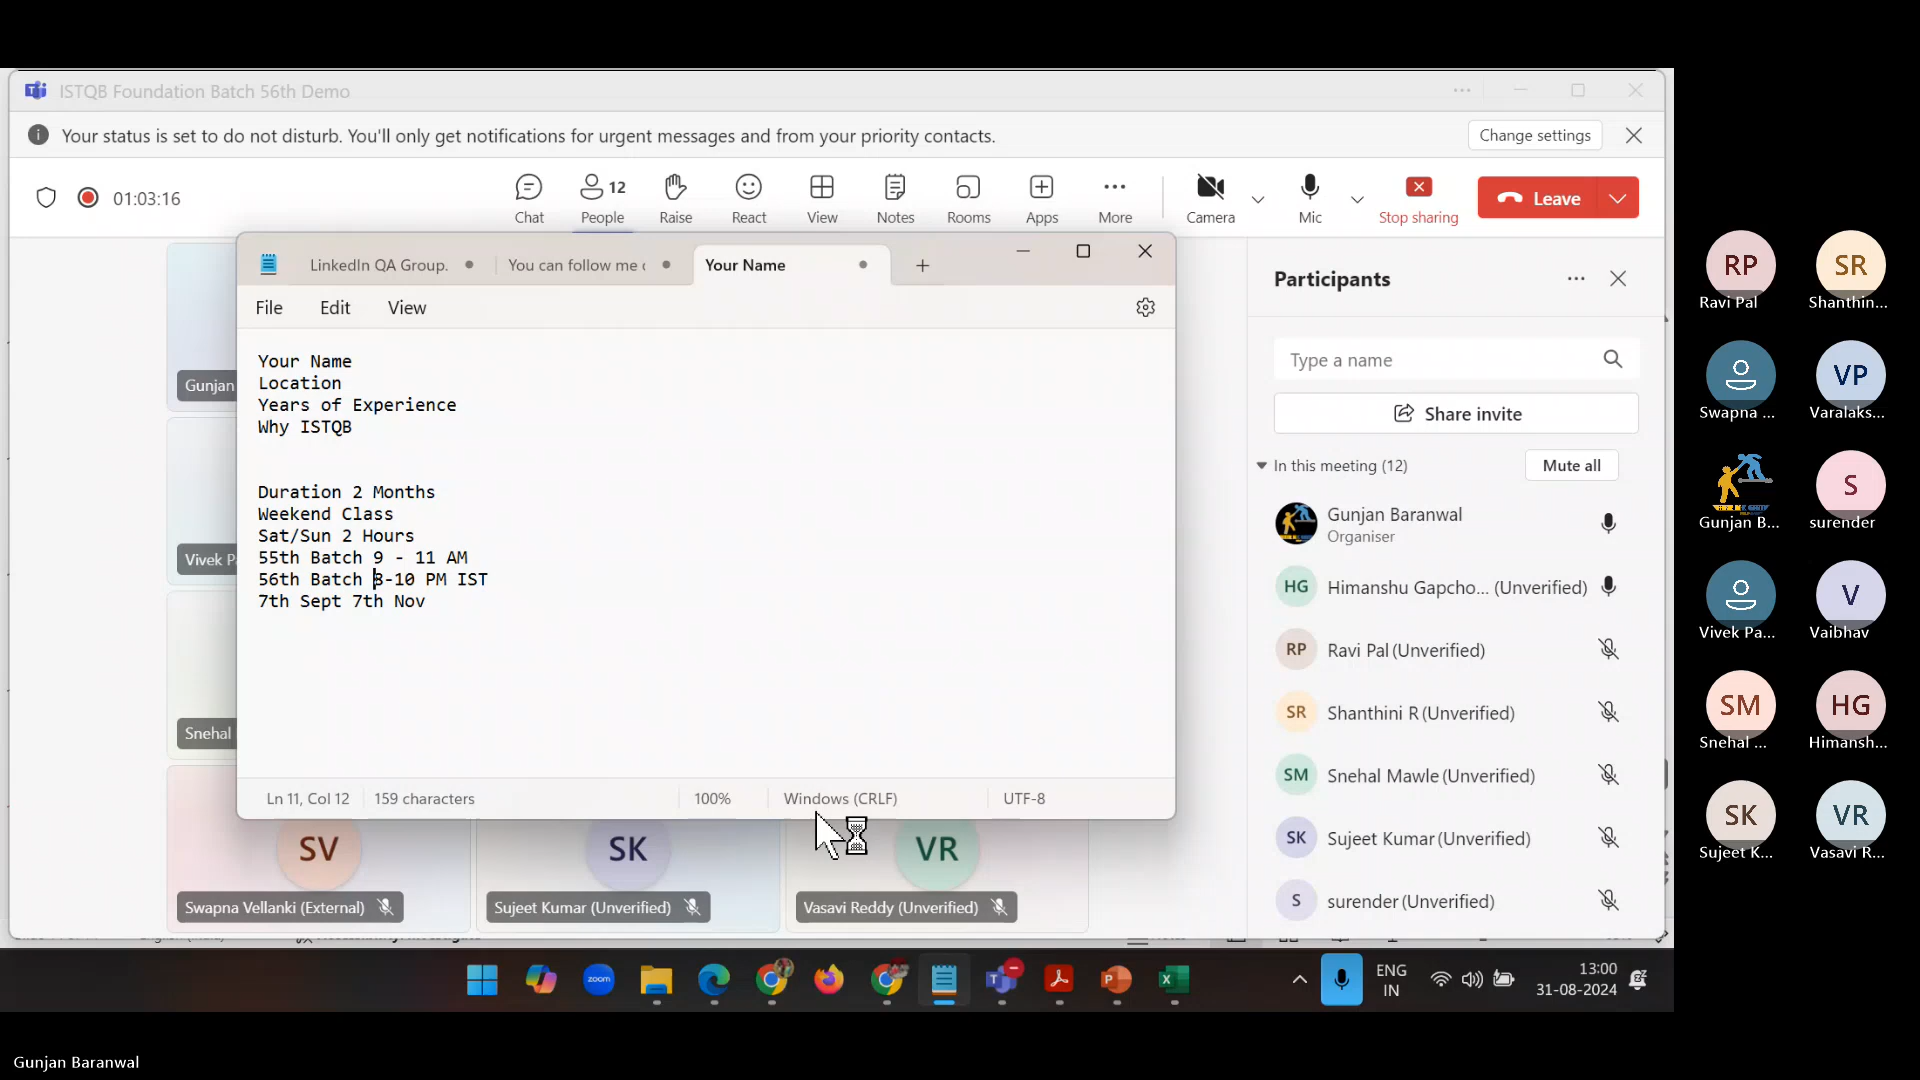 ISTQB Foundation Batch 56th Demo
Your status is set to do not disturb. You'll only get notifications for urgent messages and from your priority contacts.
Change settings
01:03:16
Chat
12
People
Raise
React
View
Notes
Rooms
Apps
More
Camera
Mic
Stop sharing
Leave
LinkedIn QA Group.
You can follow me
Your Name
File
Edit
View
Your Name
Location
Years of Experience
Why ISTQB
Duration 2 Months
Weekend Class
Sat/Sun 2 Hours
55th Batch 9 - 11 AM
56th Batch 8-10 PM IST
7th Sept 7th Nov
Ln 11, Col 12
159 characters
100%
Windows (CRLF)
UTF-8
Gunjan
Vivek P
Snehal
SV
Swapna Vellanki (External)
SK
Sujeet Kumar (Unverified)
VR
Vasavi Reddy (Unverified)
Participants
Type a name
Share invite
In this meeting (12)
Mute all
Gunjan Baranwal
Organiser
HG
Himanshu Gapcho... (Unverified)
RP
Ravi Pal (Unverified)
SR
Shanthini R (Unverified)
SM
Snehal Mawle (Unverified)
SK
Sujeet Kumar (Unverified)
S
surender (Unverified)
RP
Ravi Pal
SR
Shanthin...
Swapna ...
VP
Varalaks...
Gunjan B...
S
surender
Vivek Pa...
V
Vaibhav
SM
Snehal ...
HG
Himansh...
SK
Sujeet K...
VR
Vasavi R...
zoom
ENG
IN
13:00
31-08-2024
Gunjan Baranwal